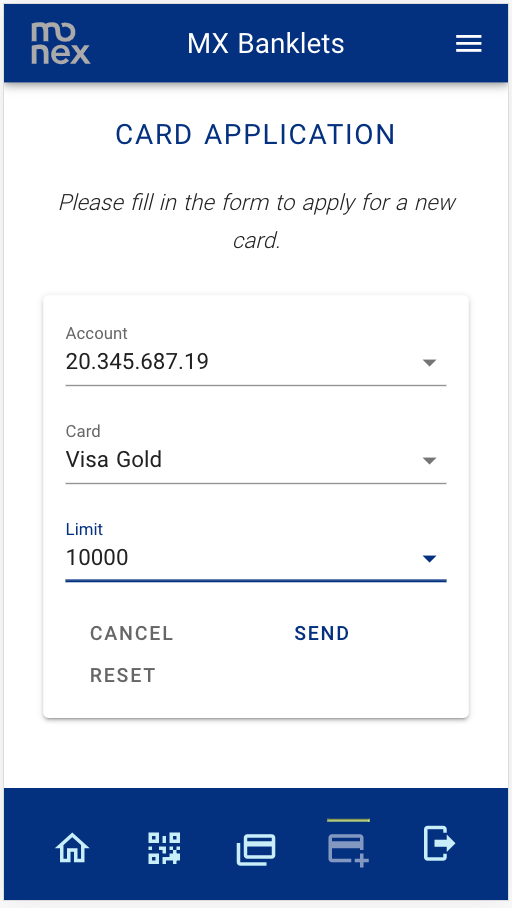 mo
nex
MX Banklets
CARD APPLICATION
Please fill in the form to apply for a new
card.
Account
20.345.687.19
Card
Visa Gold
Limit
10000
CANCEL SEND
RESET